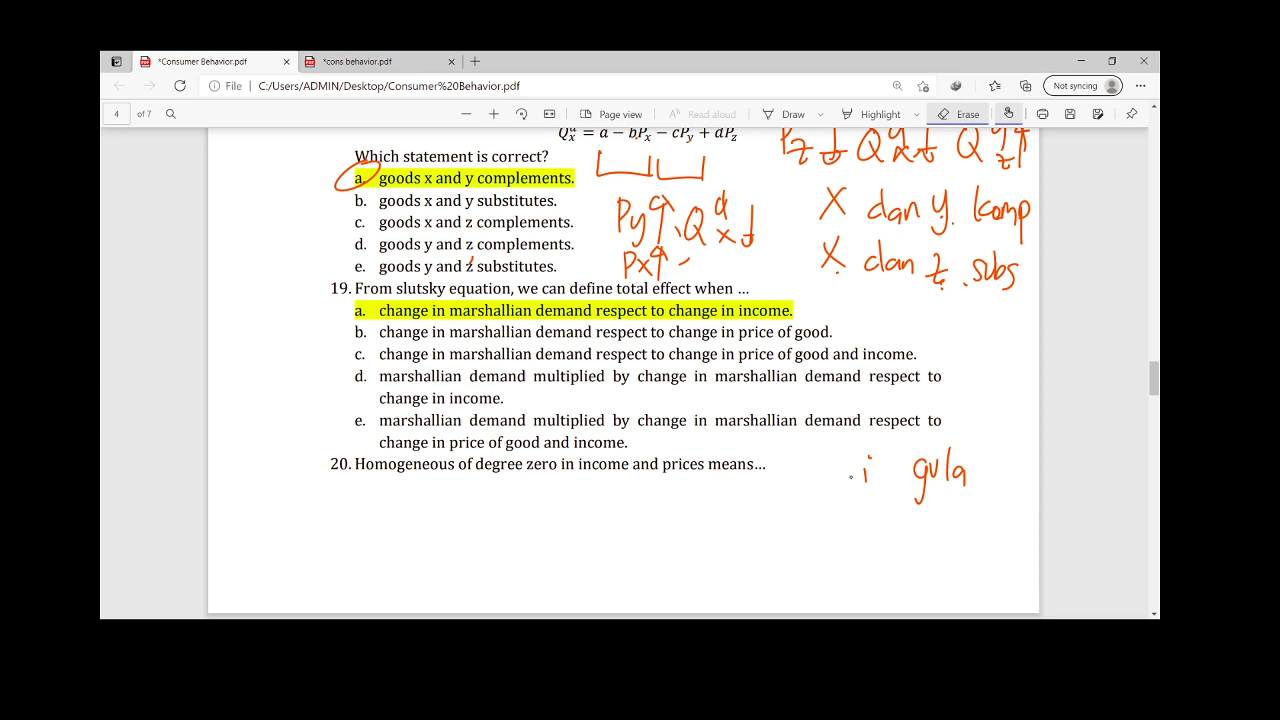 *Consumer Behavior.pdf
*cons behavior.pdf
File C:/Users/ADMIN/Desktop/Consumer%20Behavior.pdf
Not syncing
4 of 7
Page view
Read aloud
Draw
Highlight
Erase
= a − bPx − cPy + dPz
Which statement is correct?
a. goods x and y complements.
b. goods x and y substitutes.
c. goods x and z complements.
d. goods y and z complements.
e. goods y and z substitutes.
Py↑ Q d x ↓
Px↑
X dan y. komp
X dan z. subs
19. From slutsky equation, we can define total effect when …
a. change in marshallian demand respect to change in income.
b. change in marshallian demand respect to change in price of good.
c. change in marshallian demand respect to change in price of good and income.
d. marshallian demand multiplied by change in marshallian demand respect to
change in income.
e. marshallian demand multiplied by change in marshallian demand respect to
change in price of good and income.
20. Homogeneous of degree zero in income and prices means…
i gula